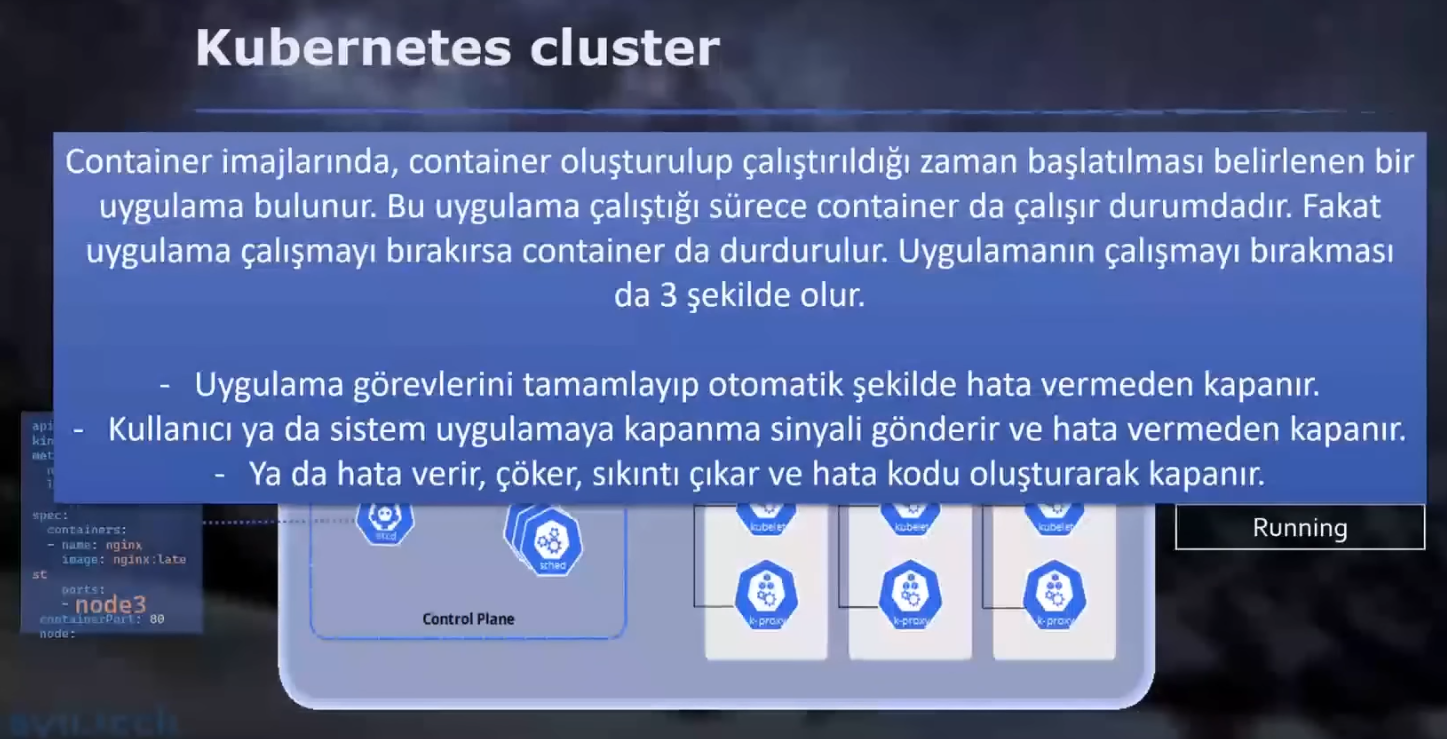 Kubernetes cluster
Container imajlarında, container oluşturulup çalıştırıldığı zaman başlatılması belirlenen bir
uygulama bulunur. Bu uygulama çalıştığı sürece container da çalışır durumdadır. Fakat
uygulama çalışmayı bırakırsa container da durdurulur. Uygulamanın çalışmayı bırakması
da 3 şekilde olur.
- Uygulama görevlerini tamamlayıp otomatik şekilde hata vermeden kapanır.
- Kullanıcı ya da sistem uygulamaya kapanma sinyali gönderir ve hata vermeden kapanır.
- Ya da hata verir, çöker, sıkıntı çıkar ve hata kodu oluşturarak kapanır.
api
kin
met
spec:
containers:
- name: nginx
image: nginx:late
st
ports:
- node3
containerPort: 80
node:
etcd
sched
Control Plane
kubelet
kubelet
kubelet
k-proxy
k-proxy
k-proxy
Running